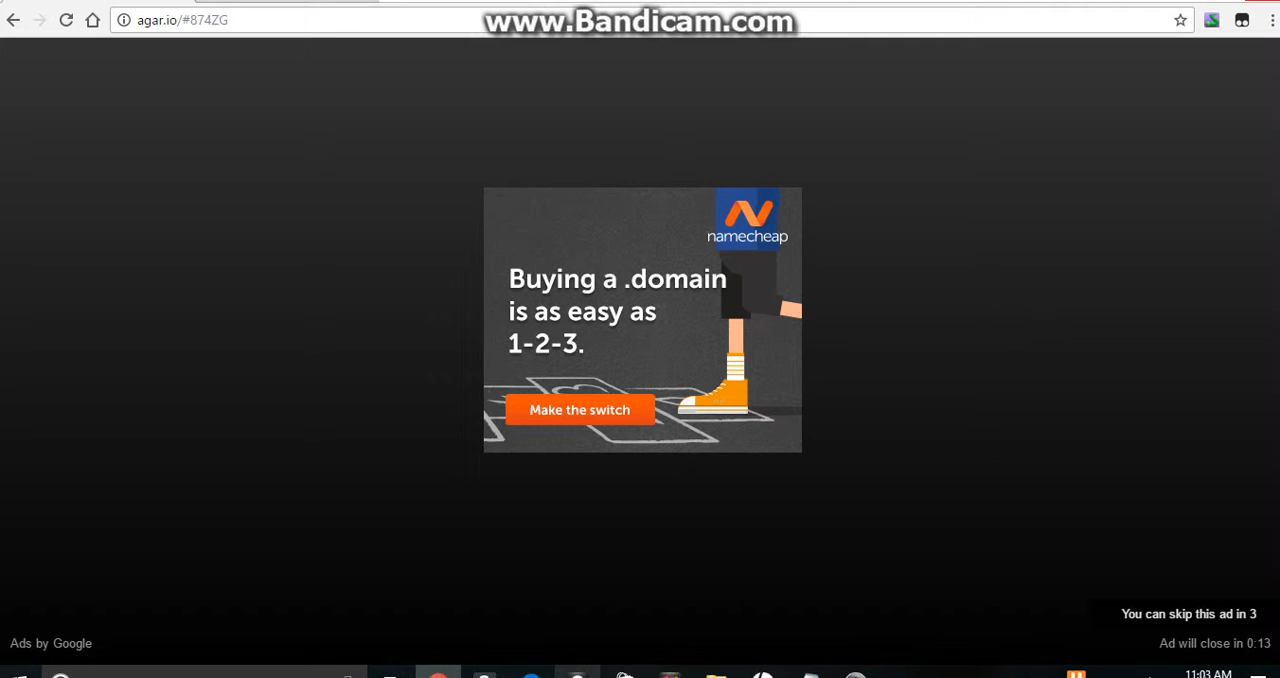 agar.io/#874ZG
www.Bandicam.com
namecheap
Buying a .domain
is as easy as
1-2-3.
Make the switch
You can skip this ad in 3
Ads by Google
Ad will close in 0:13
11:03 AM